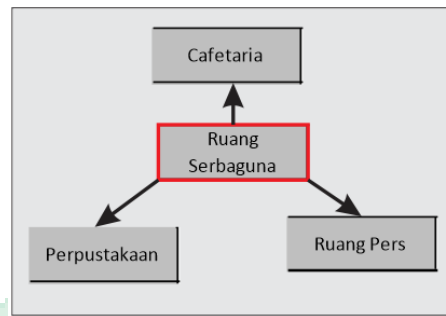 Cafetaria
Ruang
Serbaguna
Perpustakaan
Ruang Pers